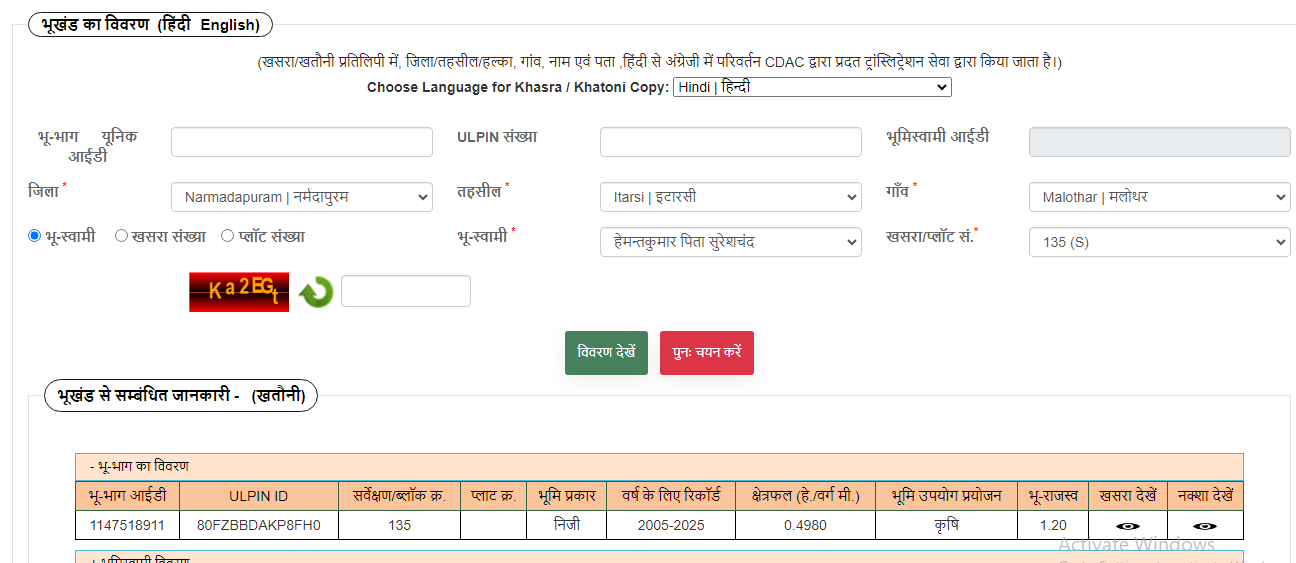 भूखंड का विवरण (हिंदी English)
(खसरा/खतौनी प्रतिलिपी में, जिला/तहसील/हल्का, गांव, नाम एवं पता ,हिंदी से अंग्रेजी में परिवर्तन CDAC द्वारा प्रदत ट्रांस्लिट्रेशन सेवा द्वारा किया जाता है।)
Choose Language for Khasra / Khatoni Copy: Hindi | हिन्दी
भू-भाग यूनिक आईडी ULPIN संख्या भूमिस्वामी आईडी
जिला * Narmadapuram | नर्मदापुरम तहसील * Itarsi | इटारसी गाँव * Malothar | मलोथर
भू-स्वामी खसरा संख्या प्लॉट संख्या भू-स्वामी * हेमन्तकुमार पिता सुरेशचंद खसरा/प्लॉट सं.* 135 (S)
Ka2EGt
विवरण देखें पुनः चयन करें
भूखंड से सम्बंधित जानकारी - (खतौनी)
- भू-भाग का विवरण
भू-भाग आईडी ULPIN ID सर्वेक्षण/ब्लॉक क्र. प्लाट क्र. भूमि प्रकार वर्ष के लिए रिकॉर्ड क्षेत्रफल (हे./वर्ग मी.) भूमि उपयोग प्रयोजन भू-राजस्व खसरा देखें नक्शा देखें
1147518911 80FZBBDAKP8FH0 135 निजी 2005-2025 0.4980 कृषि 1.20
Activate Windows
+ भूमिस्वामी विवरण